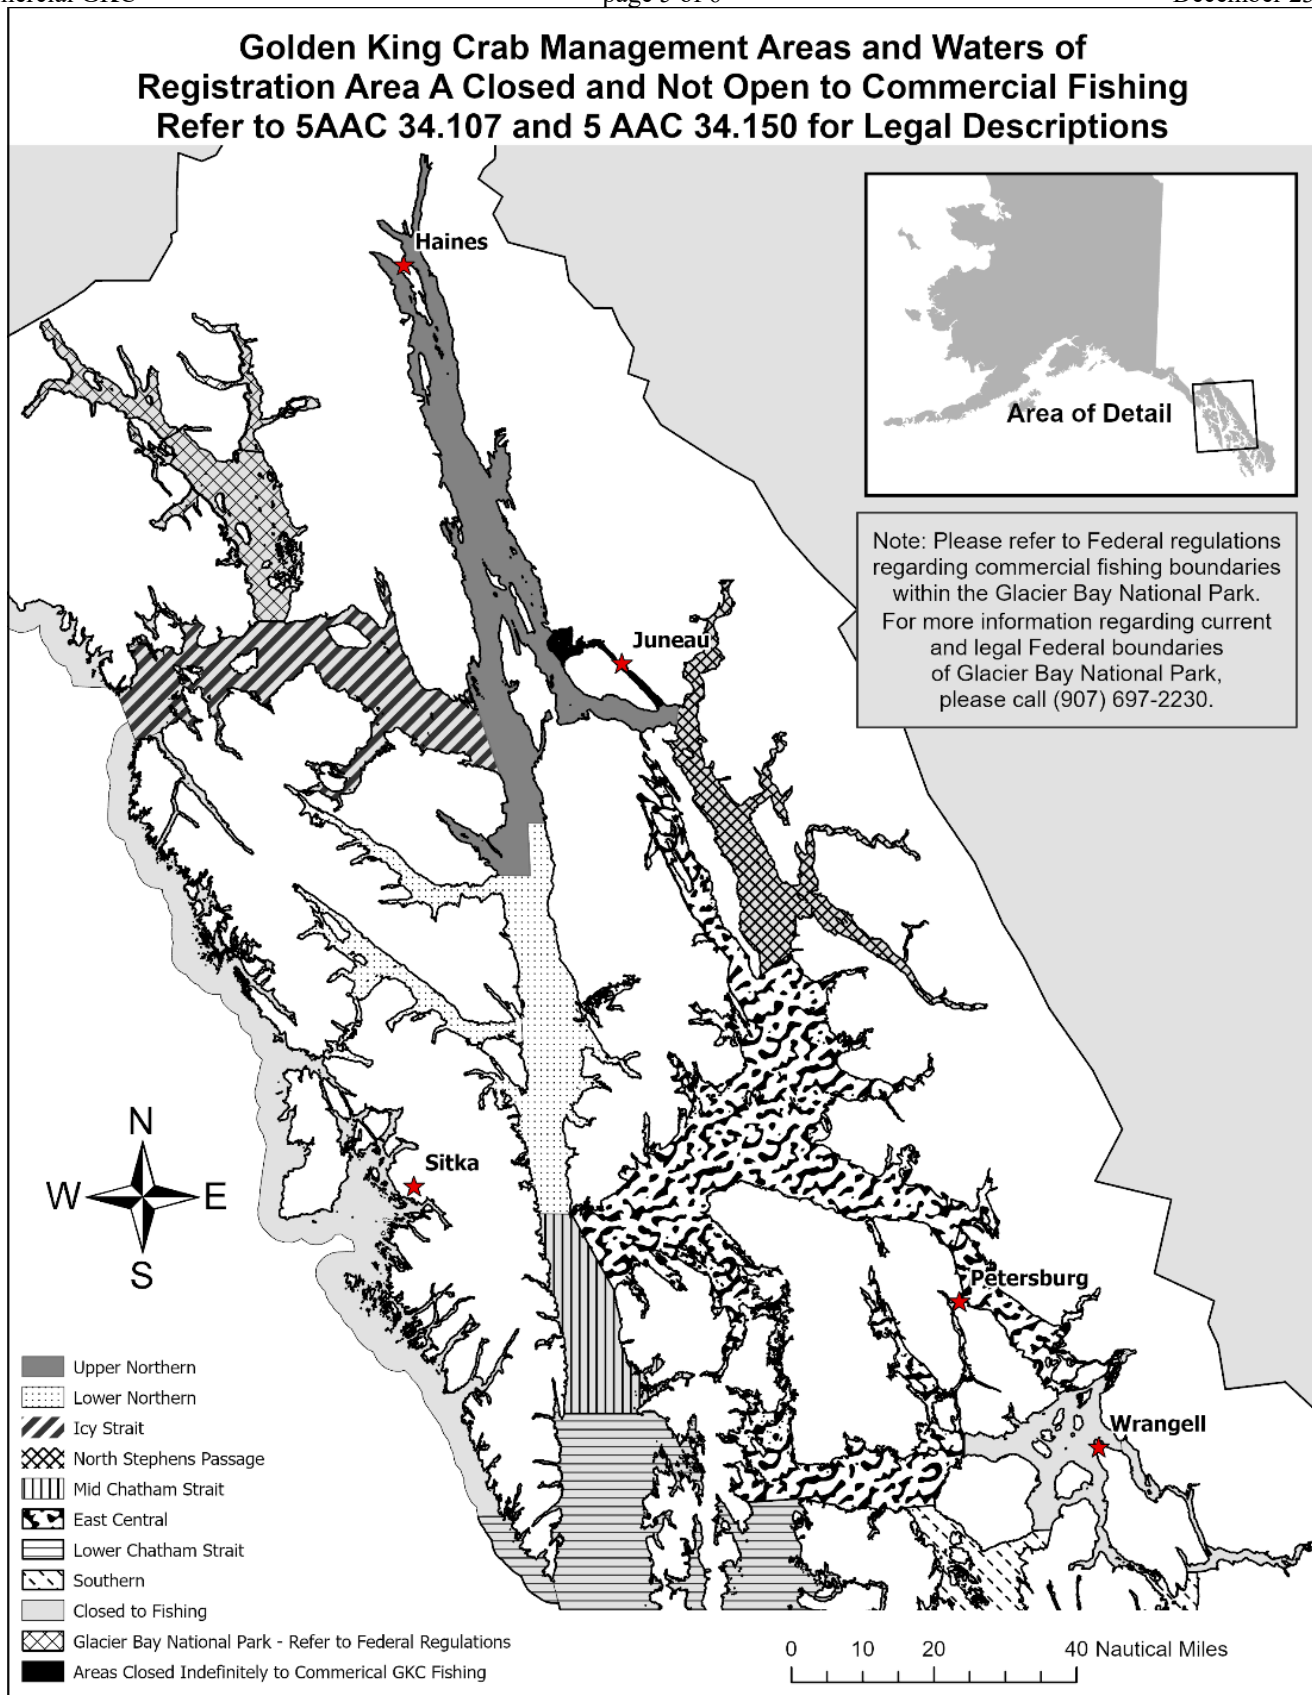 page 5 of 6
Golden King Crab Management Areas and Waters of
Registration Area A Closed and Not Open to Commercial Fishing
Refer to 5AAC 34.107 and 5 AAC 34.150 for Legal Descriptions
Haines
Area of Detail
Note: Please refer to Federal regulations
regarding commercial fishing boundaries
within the Glacier Bay National Park.
For more information regarding current
and legal Federal boundaries
of Glacier Bay National Park,
please call (907) 697-2230.
Juneau
N
W E
S
Sitka
Petersburg
Wrangell
Upper Northern
Lower Northern
Icy Strait
North Stephens Passage
Mid Chatham Strait
East Central
Lower Chatham Strait
Southern
Closed to Fishing
Glacier Bay National Park - Refer to Federal Regulations
Areas Closed Indefinitely to Commerical GKC Fishing
0 10 20 40 Nautical Miles